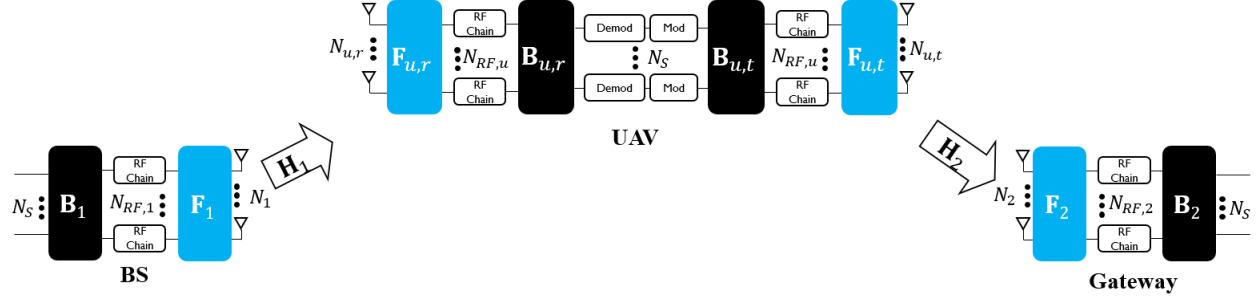 N_{u,r}
F_{u,r}
RF
Chain
N_{RF,u}
RF
Chain
B_{u,r}
Demod
Mod
N_S
Demod
Mod
B_{u,t}
RF
Chain
N_{RF,u}
RF
Chain
F_{u,t}
N_{u,t}
UAV
N_S
B_1
RF
Chain
N_{RF,1}
RF
Chain
F_1
N_1
BS
H_1
H_2
N_2
F_2
RF
Chain
N_{RF,2}
RF
Chain
B_2
N_S
Gateway